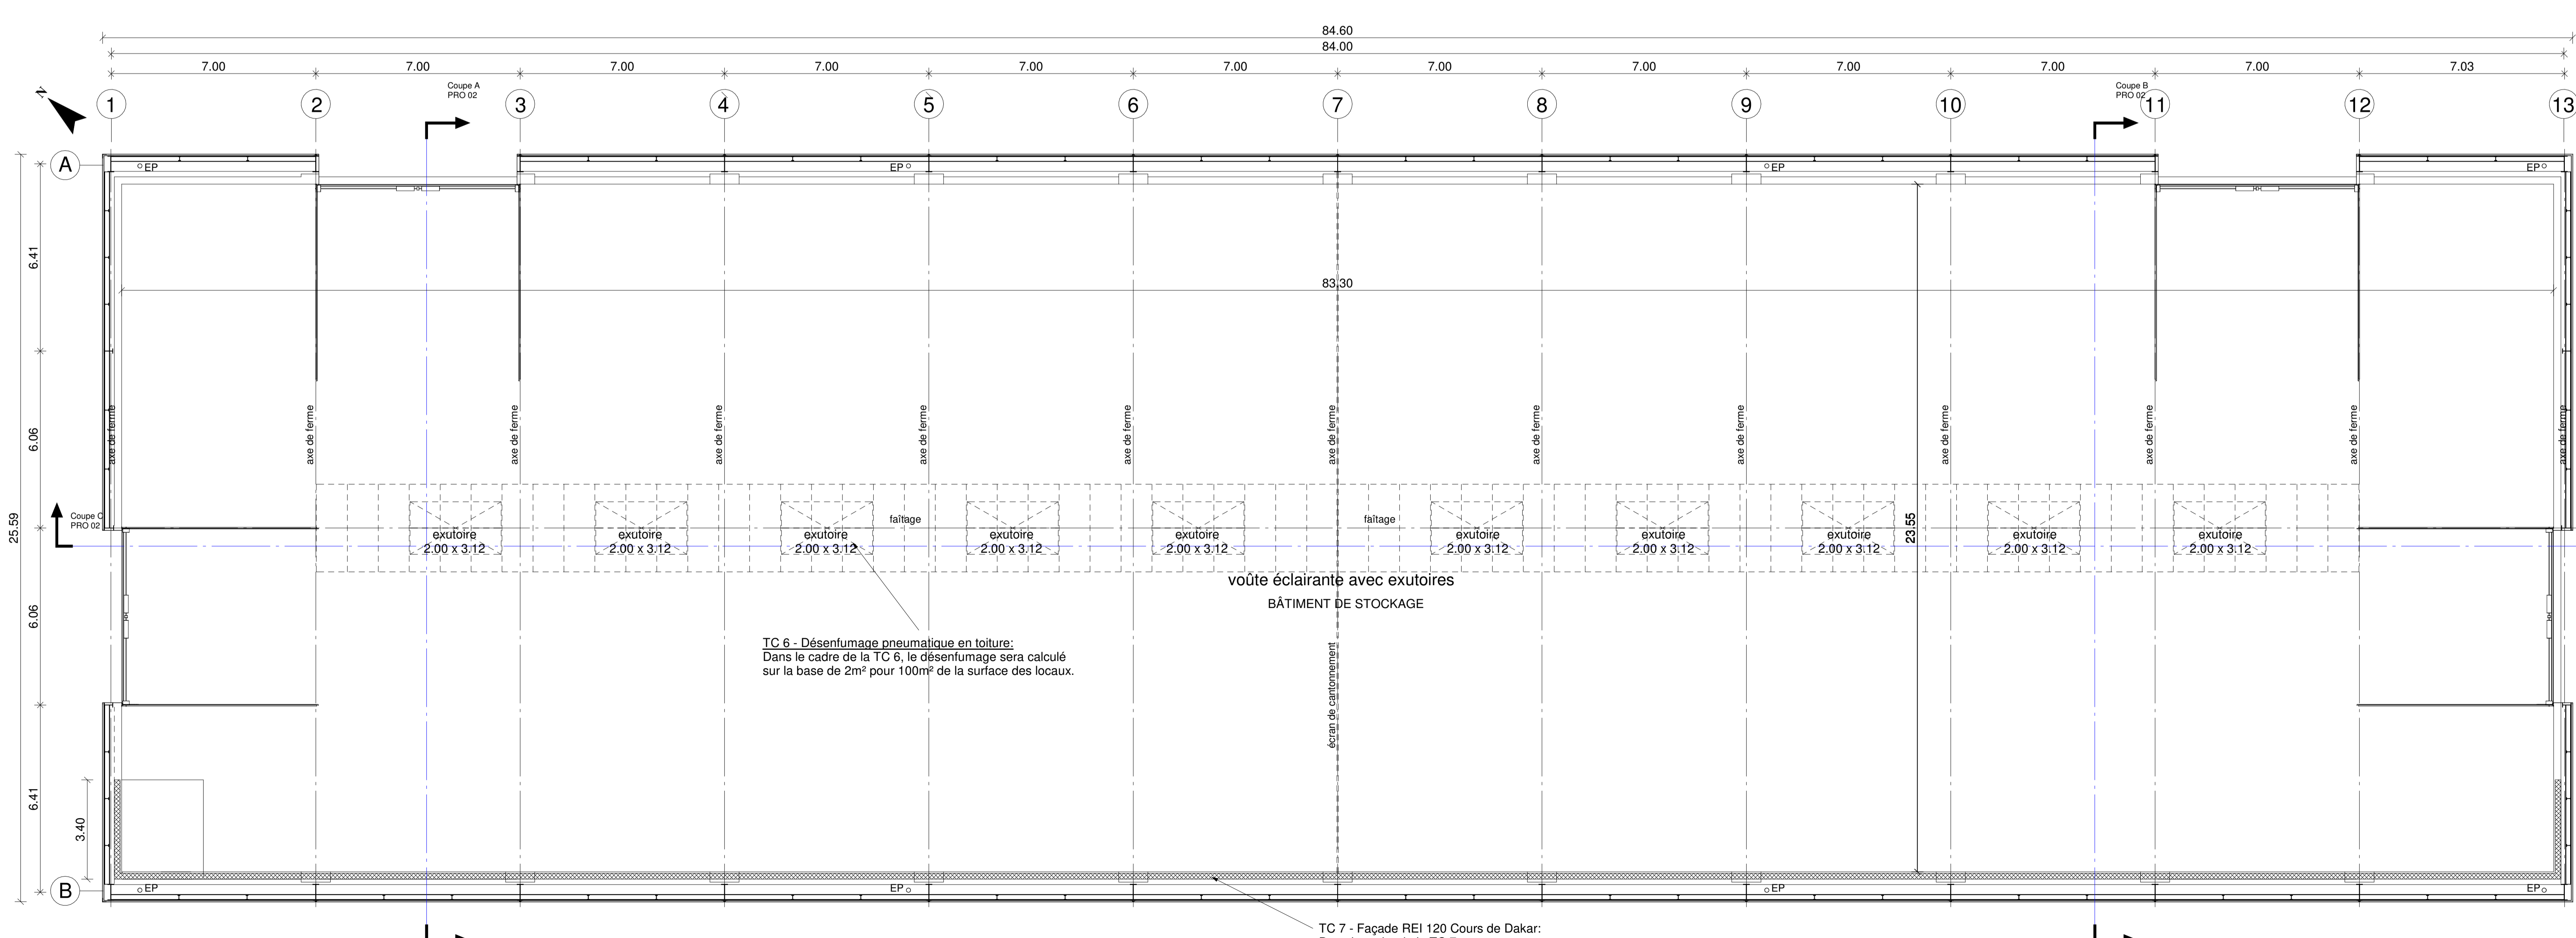 84.60
84.00
7.00 7.00 7.00 7.00 7.00 7.00 7.00 7.00 7.00 7.00 7.00 7.03
Coupe A
PRO 02
Coupe B
PRO 02
N
1 2 3 4 5 6 7 8 9 10 11 12 13
A
EP EP EP EP
6.41
83.30
6.06
axe de ferme axe de ferme axe de ferme axe de ferme axe de ferme axe de ferme axe de ferme axe de ferme axe de ferme axe de ferme axe de ferme axe de ferme axe de ferme
25.59
Coupe C
PRO 02
faîtage faîtage
23.55
exutoire exutoire exutoire exutoire exutoire exutoire exutoire exutoire exutoire exutoire
2.00 x 3.12 2.00 x 3.12 2.00 x 3.12 2.00 x 3.12 2.00 x 3.12 2.00 x 3.12 2.00 x 3.12 2.00 x 3.12 2.00 x 3.12 2.00 x 3.12
voûte éclairante avec exutoires
BÂTIMENT DE STOCKAGE
6.06
TC 6 - Désenfumage pneumatique en toiture:
Dans le cadre de la TC 6, le désenfumage sera calculé
sur la base de 2m² pour 100m² de la surface des locaux.
écran de cantonnement
6.41
3.40
B
EP EP EP EP
TC 7 - Façade REI 120 Cours de Dakar: